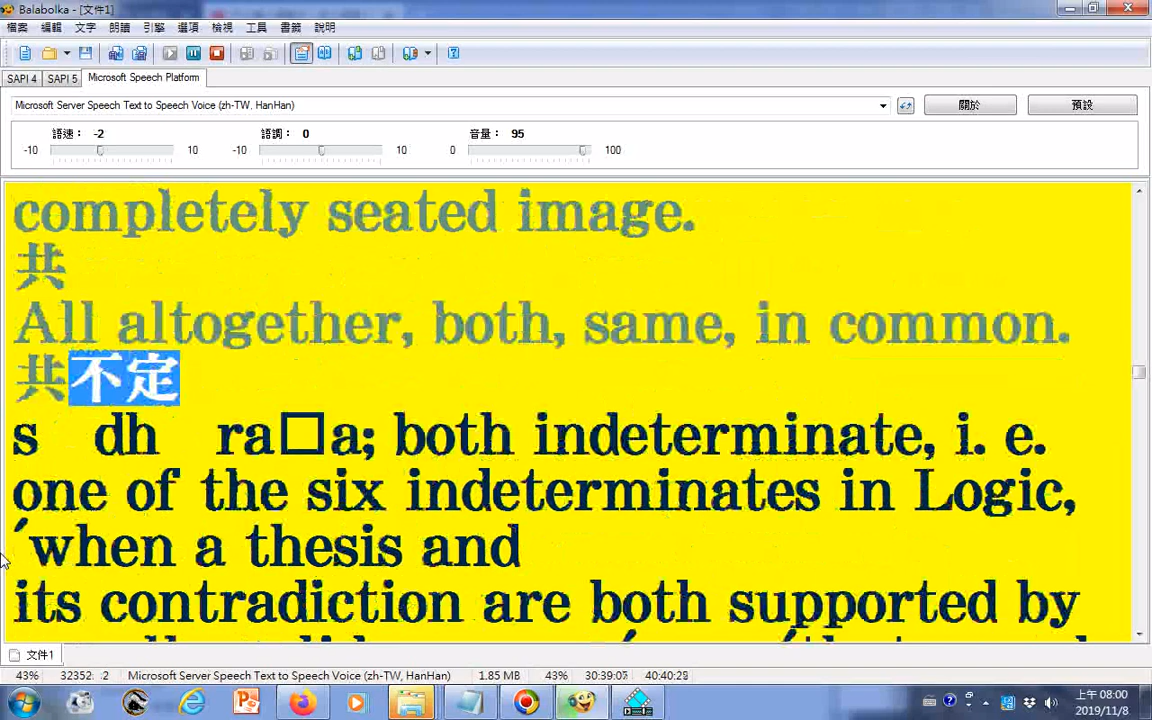 Balabolka - [文件1]
檔案 編輯 文字 朗讀 引擎 選項 檢視 工具 書籤 說明
SAPI 4 SAPI 5 Microsoft Speech Platform
Microsoft Server Speech Text to Speech Voice (zh-TW, HanHan) 關於 預設
語速： -2 語調： 0 音量： 95
-10 10 -10 10 0 100
completely seated image.
共
All altogether, both, same, in common.
共不定
s dh ra□a; both indeterminate, i. e.
one of the six indeterminates in Logic,
´when a thesis and
its contradiction are both supported by
文件1
43% 32352: 2 Microsoft Server Speech Text to Speech Voice (zh-TW, HanHan) 1.85 MB 43% 30:39:07 40:40:29
上午 08:00
2019/11/8